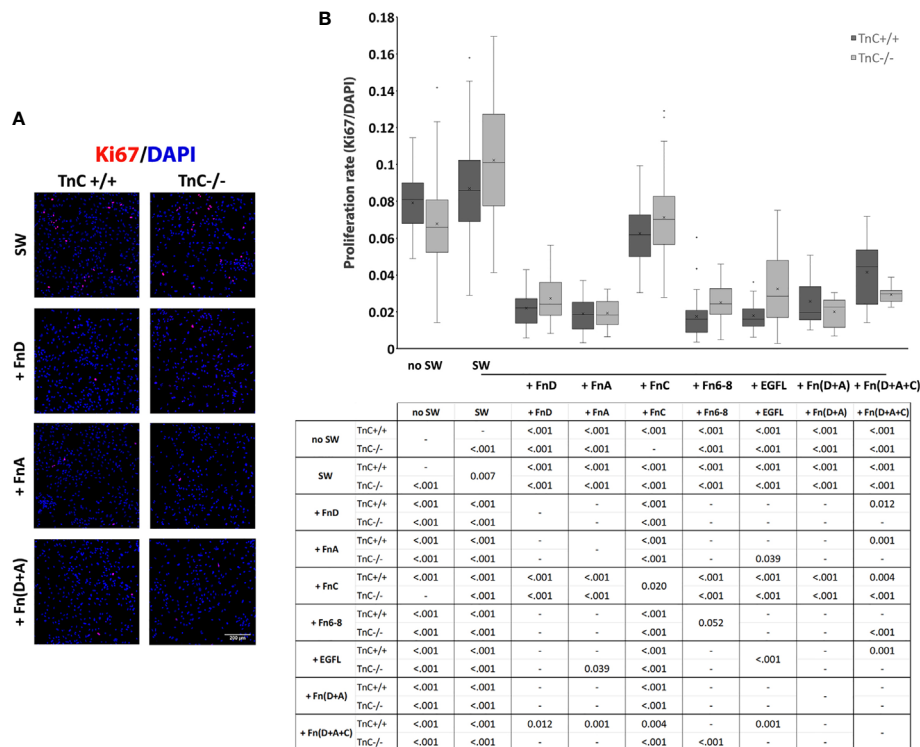 A
Ki67/DAPI
TnC +/+ TnC-/-
SW
+ FnD
+ FnA
+ Fn(D+A)
200 µm
B
Proliferation rate (Ki67/DAPI)
0.18
0.16
0.14
0.12
0.1
0.08
0.06
0.04
0.02
0
TnC+/+
TnC-/-
no SW SW
+ FnD + FnA + FnC + Fn6-8 + EGFL + Fn(D+A) + Fn(D+A+C)
no SW SW + FnD + FnA + FnC + Fn6-8 + EGFL + Fn(D+A) + Fn(D+A+C)
no SW TnC+/+ - - <.001 <.001 <.001 <.001 <.001 <.001 <.001
TnC-/- <.001 <.001 <.001 - <.001 <.001 <.001 <.001
SW TnC+/+ - 0.007 <.001 <.001 <.001 <.001 <.001 <.001 <.001
TnC-/- <.001 <.001 <.001 <.001 <.001 <.001 <.001 <.001
+ FnD TnC+/+ <.001 <.001 - - <.001 - - - 0.012
TnC-/- <.001 <.001 - <.001 - - - -
+ FnA TnC+/+ <.001 <.001 - - <.001 - - - 0.001
TnC-/- <.001 <.001 - <.001 - 0.039 - -
+ FnC TnC+/+ <.001 <.001 <.001 <.001 0.020 <.001 <.001 <.001 0.004
TnC-/- - <.001 <.001 <.001 <.001 <.001 <.001 <.001
+ Fn6-8 TnC+/+ <.001 <.001 - - <.001 0.052 - - -
TnC-/- <.001 <.001 - - <.001 - - <.001
+ EGFL TnC+/+ <.001 <.001 - - <.001 - <.001 - 0.001
TnC-/- <.001 <.001 - 0.039 <.001 - - -
+ Fn(D+A) TnC+/+ <.001 <.001 - - <.001 - - - -
TnC-/- <.001 <.001 - - <.001 - - -
+ Fn(D+A+C) TnC+/+ <.001 <.001 0.012 0.001 0.004 - 0.001 - -
TnC-/- <.001 <.001 - - <.001 <.001 - -